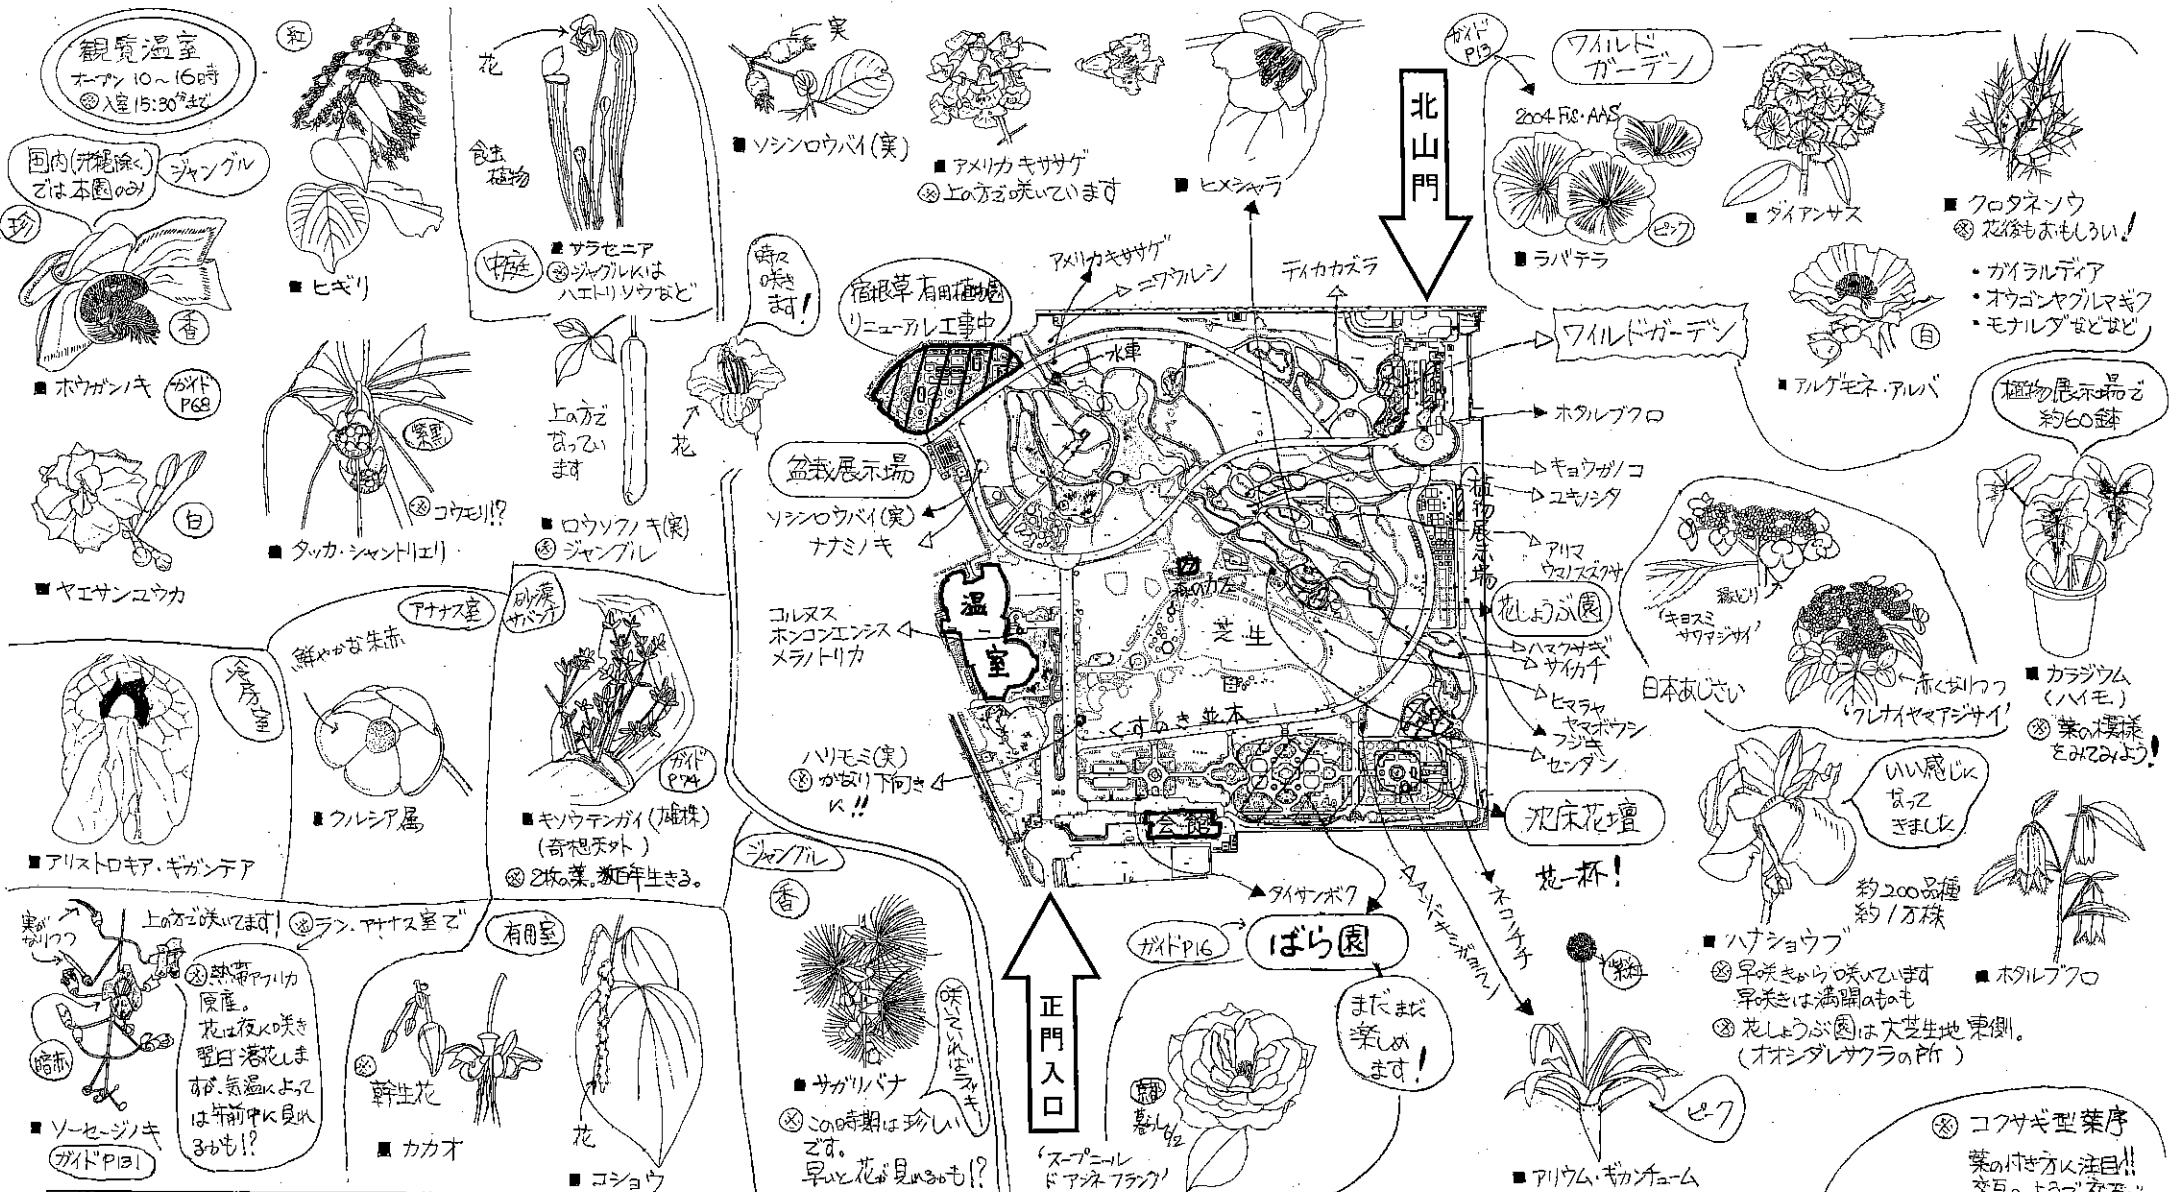 観覧温室
オープン 10～16時
※入室15:30分まで
国内(沖縄除く)
では本園のみ
ジャングル
珍
香
■ ホウガンノキ
ガイド
P68
紅
■ ヒギリ
花
食虫
植物
■ サラセニア
中庭
※ジャグルには
ハエトリソウなど
白
■ ヤエサンユウカ
紫黒
※コウモリ!?
■ タッカ・シャントリエリ
上の方で
なってい
ます
■ ロウソクノキ(実)
※ ジャングル
時々
咲き
ます!
花
実
■ ソシンロウバイ(実)
■ アメリカキササゲ
※上の方で咲いています
■ ヒメシャラ
北山門
ガイド
P13
ワイルド
ガーデン
2004 F.S・AAS
ピンク
■ ラバテラ
■ ダイアンサス
■ クロタネソウ
※ 花後もおもしろい!
・ガイラルディア
・オウゴンヤグルマギク
・モナルダなどなど
白
■ アルゲモネ・アルバ
宿根草・有用植物園
リニューアル工事中
アメリカキササゲ
ニワウルシ
テイカカズラ
水車
ワイルドガーデン
ホタルブクロ
キョウガノコ
ユキノシタ
植物展示場
アリマ
ウマノスズクサ
花しょうぶ園
ハマクサギ
サイカチ
ヒマラヤ
ヤマボウシ
フジキ
センダン
沈床花壇
花一杯!
盆栽展示場
ソシンロウバイ(実)
ナナミノキ
温室
コルヌス
ホンコンエンシス
メラノトリカ
森のカフェ
芝生
くすのき並木
ハリモミ(実)
※かなり下向き
に!!
会館
タイサンボク
ネコノチチ
正門入口
ガイドP16
ばら園
まだまだ
楽しめ
ます!
'スーブニール
ド アンネ フランク'
植物展示場で
約60鉢
■ カラジウム
(ハイモ)
※ 葉の模様
をみてみよう!
'キヨスミ
サワアジサイ'
縁どり
日本あじさい
赤くなりつつ
'クレナイヤマアジサイ'
いい感じに
なって
きました
約200品種
約1万株
■ ハナショウブ
※ 早咲きから咲いています
早咲きは満開のものも
※ 花しょうぶ園は大芝生地東側。
(オオシダレザクラの所)
■ ホタルブクロ
紫
ピーク
■ アリウム・ギガンチューム
※ コクサギ型葉序
葉の付き方に注目!!
冷房室
■ アリストロキア・ギガンテア
アナナス室
鮮やかな朱赤
■ クルシア属
砂漠
サバンナ
ガイド
P74
■ キソウテンガイ(雄株)
(奇想天外)
※ 2枚の葉。数百年生きる。
実が
なりつつ
上の方で咲いてます!
※ラン・アナナス室で
暗赤
※熱帯アフリカ
原産。
花は夜に咲き
翌日落花しま
すが、気温によって
は午前中に見れ
るかも!?
■ ソーセージノキ
ガイドP131
有用室
※
幹生花
■ カカオ
花
■ コショウ
ジャングル
香
咲いていればラッキー
■ サガリバナ
※この時期は珍しい
です。
早いと花が見れるかも!?